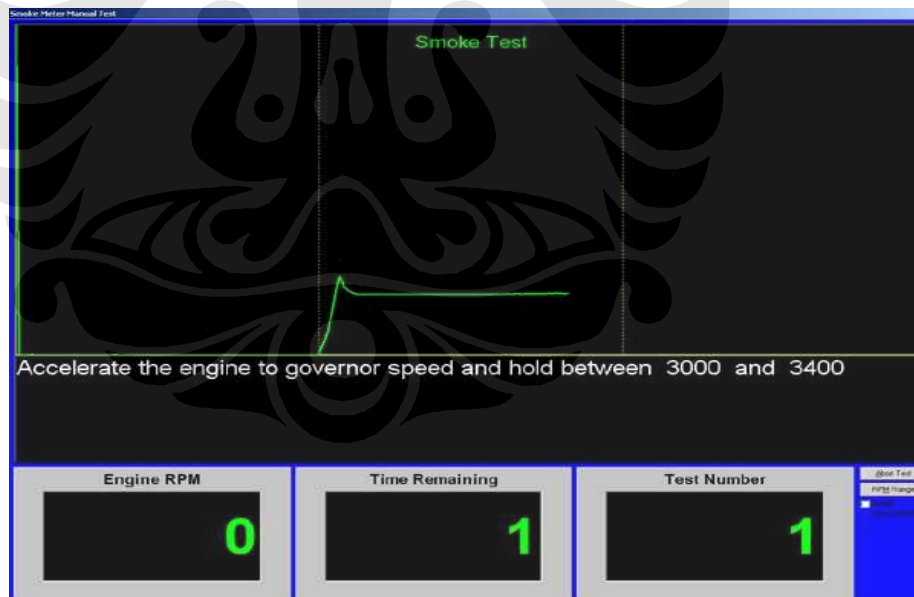 Smoke Meter Manual Test
Smoke Test
Accelerate the engine to governor speed and hold between 3000 and 3400
Engine RPM
Time Remaining
Test Number
0
1
1
Abort Test
RPM Range